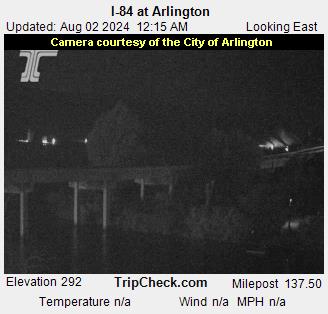 I-84 at Arlington
Updated: Aug 02 2024 12:15 AM Looking East
Camera courtesy of the City of Arlington
Elevation 292 TripCheck.com Milepost 137.50
Temperature n/a Wind n/a MPH n/a